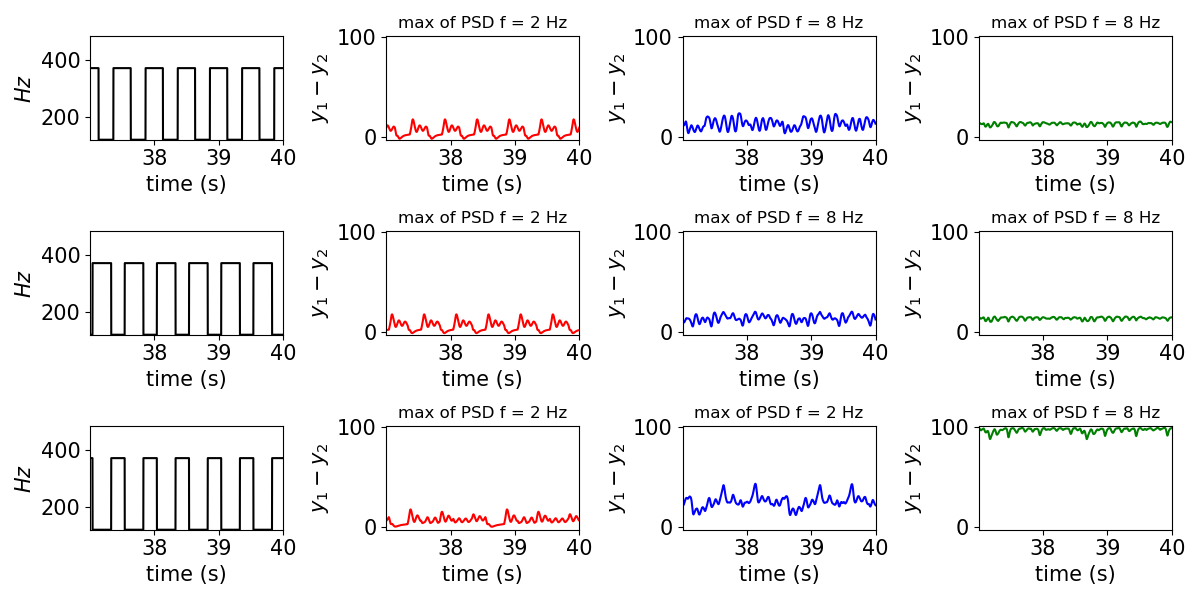 max of PSD f = 2 Hz
max of PSD f = 8 Hz
max of PSD f = 8 Hz
400
200
Hz
38 39 40
time (s)
100
0
y₁ − y₂
38 39 40
time (s)
100
0
y₁ − y₂
38 39 40
time (s)
100
0
y₁ − y₂
38 39 40
time (s)
max of PSD f = 2 Hz
max of PSD f = 8 Hz
max of PSD f = 8 Hz
400
200
Hz
38 39 40
time (s)
100
0
y₁ − y₂
38 39 40
time (s)
100
0
y₁ − y₂
38 39 40
time (s)
100
0
y₁ − y₂
38 39 40
time (s)
max of PSD f = 2 Hz
max of PSD f = 2 Hz
max of PSD f = 8 Hz
400
200
Hz
38 39 40
time (s)
100
0
y₁ − y₂
38 39 40
time (s)
100
0
y₁ − y₂
38 39 40
time (s)
100
0
y₁ − y₂
38 39 40
time (s)